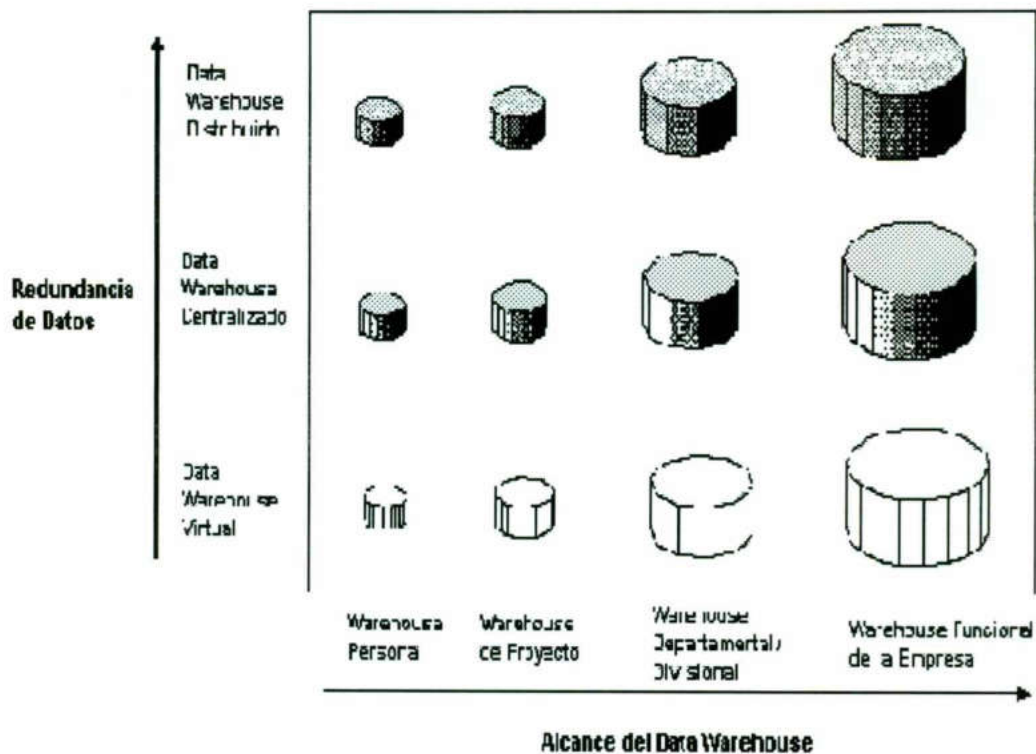 Data
Warehouse
Distribuido
Redundancia
de Datos
Data
Warehouse
Centralizado
Data
Warehouse
Virtual
Warehouse
Personal
Warehouse
de Proyecto
Warehouse
Departamental/
Divisional
Warehouse Funcional
de la Empresa
Alcance del Data Warehouse